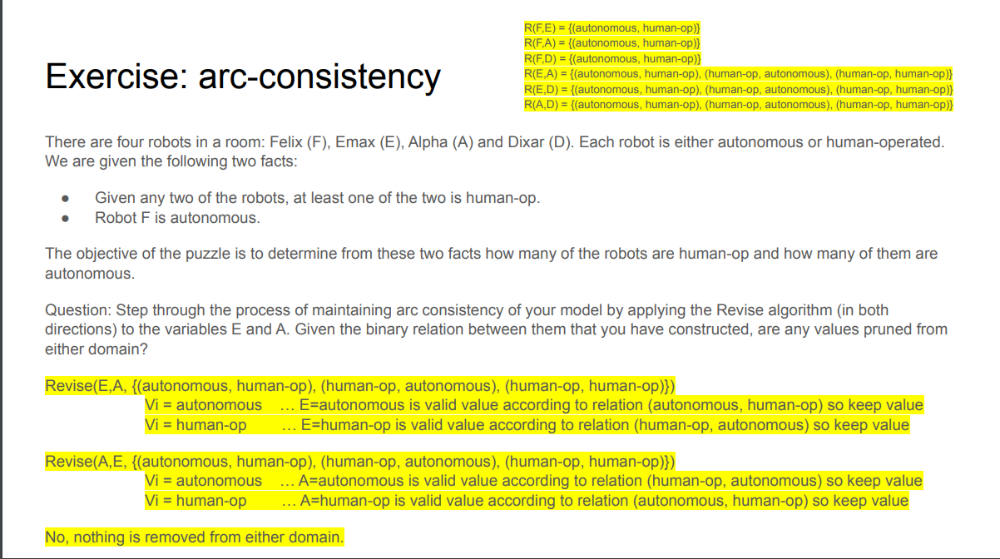 R(F,E) = {(autonomous, human-op)}
R(F,A) = {(autonomous, human-op)}
R(F,D) = {(autonomous, human-op)}
R(E,A) = {(autonomous, human-op), (human-op, autonomous), (human-op, human-op)}
R(E,D) = {(autonomous, human-op), (human-op, autonomous), (human-op, human-op)}
R(A,D) = {(autonomous, human-op), (human-op, autonomous), (human-op, human-op)}
Exercise: arc-consistency
There are four robots in a room: Felix (F), Emax (E), Alpha (A) and Dixar (D). Each robot is either autonomous or human-operated.
We are given the following two facts:
● Given any two of the robots, at least one of the two is human-op.
● Robot F is autonomous.
The objective of the puzzle is to determine from these two facts how many of the robots are human-op and how many of them are
autonomous.
Question: Step through the process of maintaining arc consistency of your model by applying the Revise algorithm (in both
directions) to the variables E and A. Given the binary relation between them that you have constructed, are any values pruned from
either domain?
Revise(E,A, {(autonomous, human-op), (human-op, autonomous), (human-op, human-op)})
Vi = autonomous … E=autonomous is valid value according to relation (autonomous, human-op) so keep value
Vi = human-op … E=human-op is valid value according to relation (human-op, autonomous) so keep value
Revise(A,E, {(autonomous, human-op), (human-op, autonomous), (human-op, human-op)})
Vi = autonomous … A=autonomous is valid value according to relation (human-op, autonomous) so keep value
Vi = human-op … A=human-op is valid value according to relation (autonomous, human-op) so keep value
No, nothing is removed from either domain.